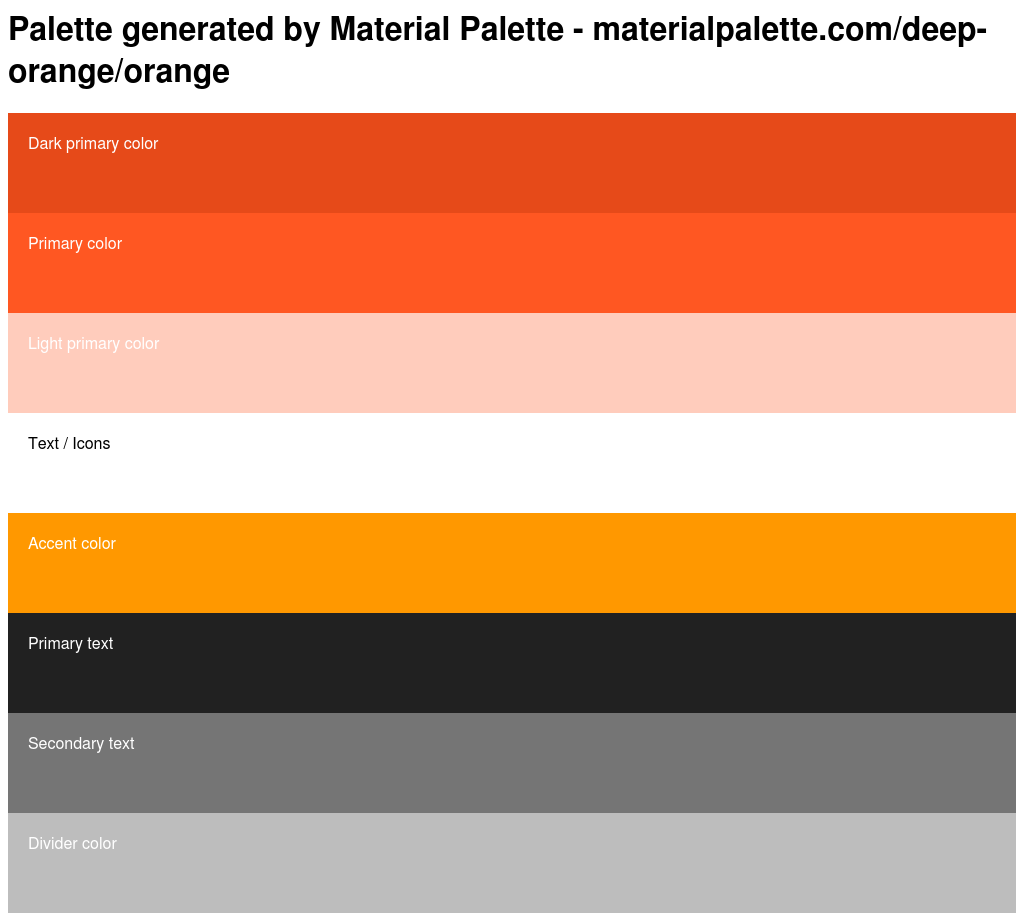 Palette generated by Material Palette - materialpalette.com/deep-
orange/orange
Dark primary color
Primary color
Light primary color
Text / Icons
Accent color
Primary text
Secondary text
Divider color